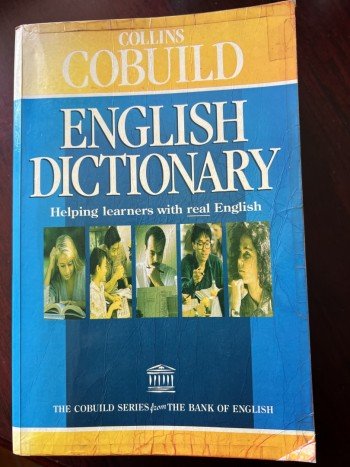 COLLINS
COBUILD
ENGLISH
DICTIONARY
Helping learners with real English
THE COBUILD SERIES from THE BANK OF ENGLISH